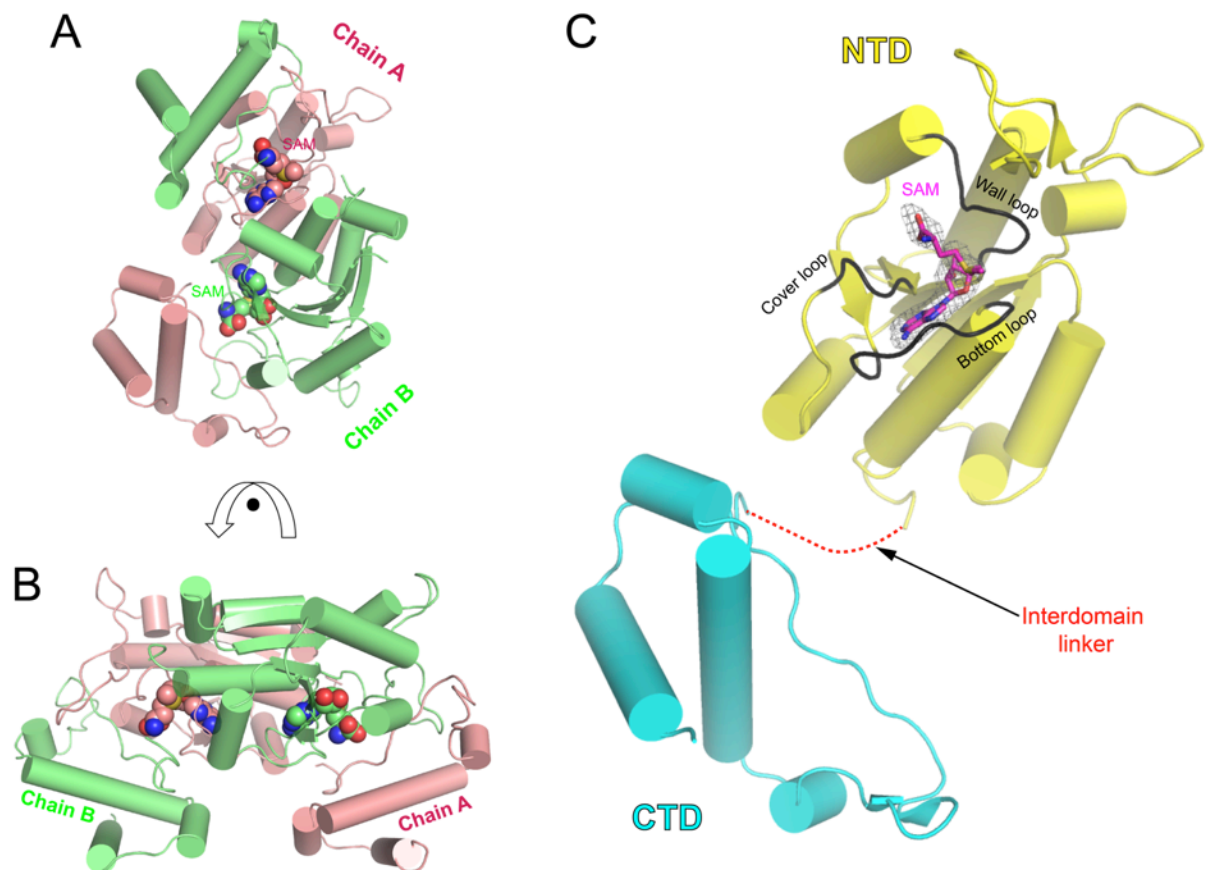 A
Chain A
SAM
SAM
Chain B
B
Chain B
Chain A
C
NTD
SAM
Wall loop
Cover loop
Bottom loop
Interdomain
linker
CTD